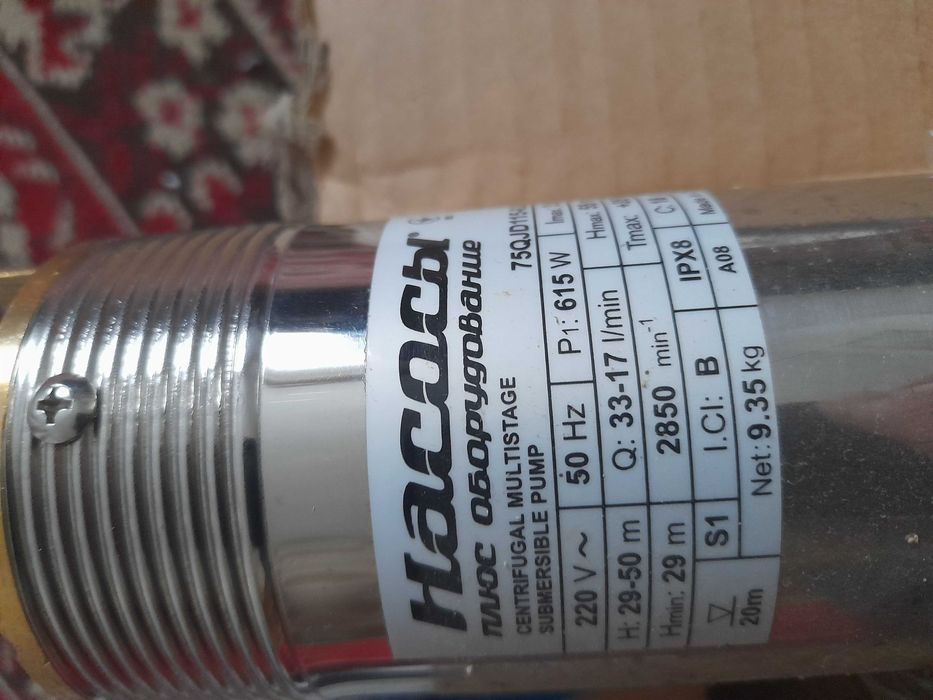 Насосы®
плюс оборудование
CENTRIFUGAL MULTISTAGE
SUBMERSIBLE PUMP
220 V ~ 50 Hz P1: 615 W
H: 29-50 m Q: 33-17 l/min
Hmin: 29 m 2850 min⁻¹ Tmax:
S1 I.Cl: B IPX8
20m Net: 9.35 kg A08